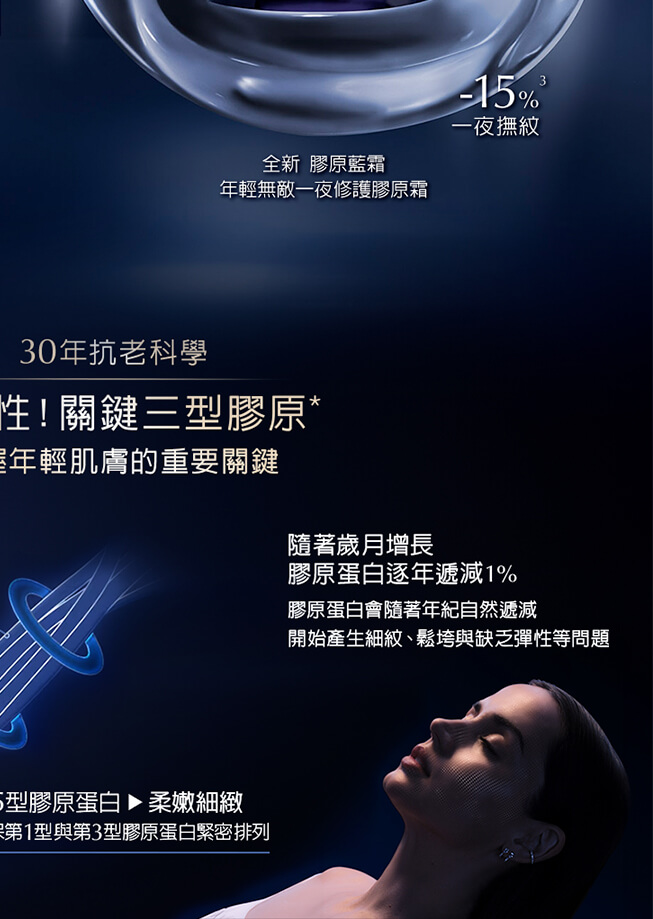 -15%3
一夜撫紋
全新 膠原藍霜
年輕無敵一夜修護膠原霜
30年抗老科學
性!關鍵三型膠原*
年輕肌膚的重要關鍵
隨著歲月增長
膠原蛋白逐年遞減1%
膠原蛋白會隨著年紀自然遞減
開始產生細紋、鬆垮與缺乏彈性等問題
型膠原蛋白▶柔嫩細緻
第1型與第3型膠原蛋白緊密排列